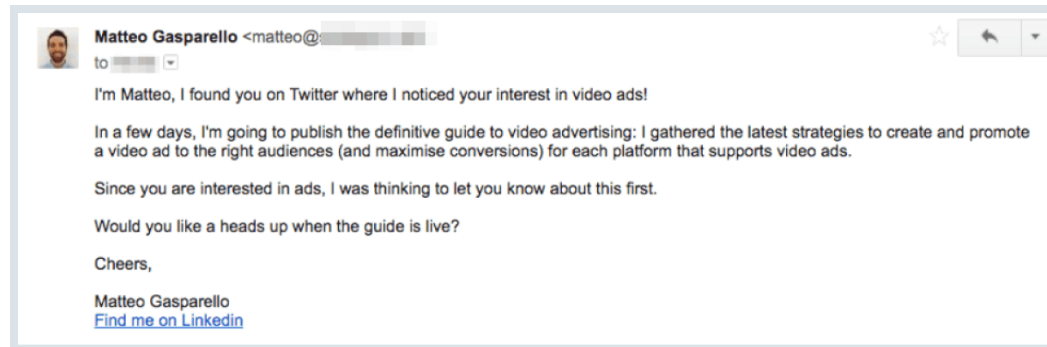 Matteo Gasparello <matteo@
to
I'm Matteo, I found you on Twitter where I noticed your interest in video ads!
In a few days, I'm going to publish the definitive guide to video advertising: I gathered the latest strategies to create and promote
a video ad to the right audiences (and maximise conversions) for each platform that supports video ads.
Since you are interested in ads, I was thinking to let you know about this first.
Would you like a heads up when the guide is live?
Cheers,
Matteo Gasparello
Find me on Linkedin